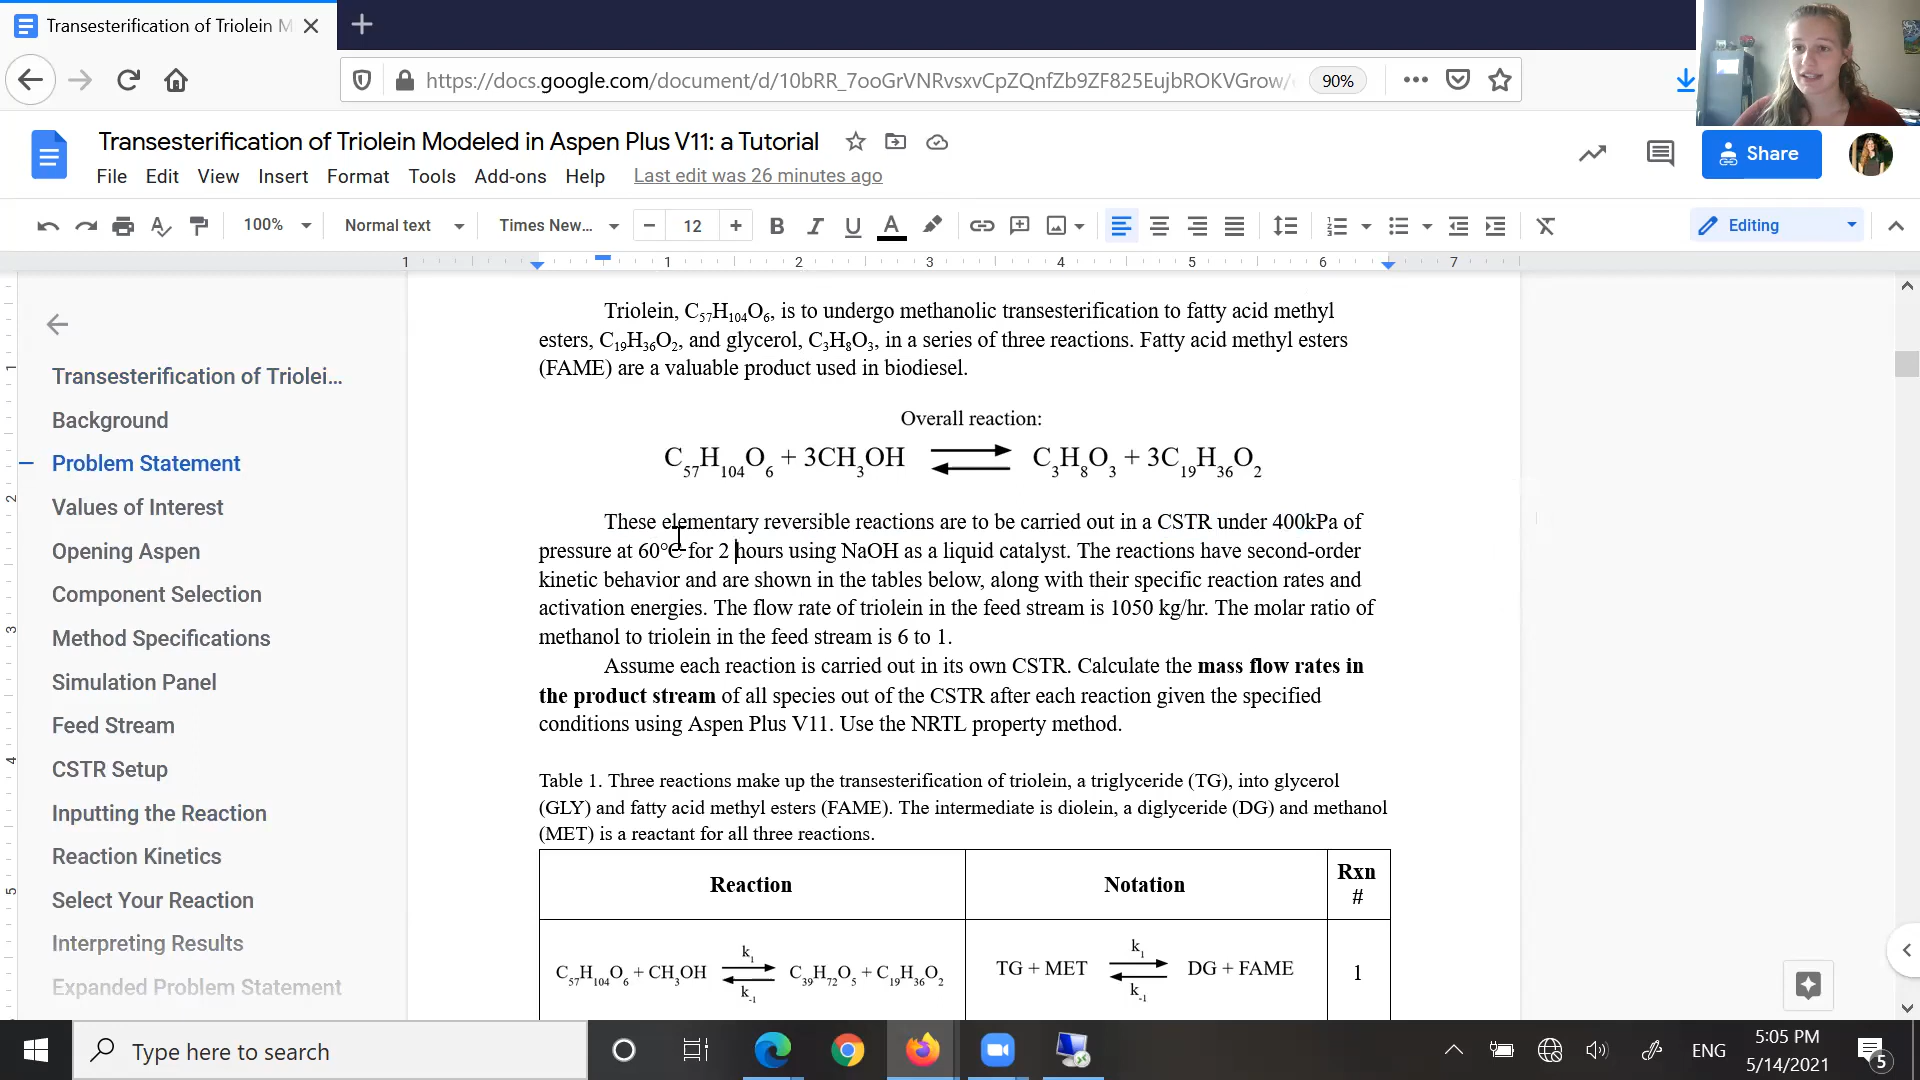 Transesterification of Triolein M
https://docs.google.com/document/d/10bRR_7ooGrVNRvsxvCpZQnfZb9ZF825EujbROKVGrow/
90%
Transesterification of Triolein Modeled in Aspen Plus V11: a Tutorial
File Edit View Insert Format Tools Add-ons Help Last edit was 26 minutes ago
Share
100% Normal text Times New... 12 Editing
1 1 2 3 4 5 6 7
Transesterification of Triolei...
Background
Problem Statement
Values of Interest
Opening Aspen
Component Selection
Method Specifications
Simulation Panel
Feed Stream
CSTR Setup
Inputting the Reaction
Reaction Kinetics
Select Your Reaction
Interpreting Results
Expanded Problem Statement
1
2
3
4
5
Triolein, C₅₇H₁₀₄O₆, is to undergo methanolic transesterification to fatty acid methyl
esters, C₁₉H₃₆O₂, and glycerol, C₃H₈O₃, in a series of three reactions. Fatty acid methyl esters
(FAME) are a valuable product used in biodiesel.
Overall reaction:
C₅₇H₁₀₄O₆ + 3CH₃OH ⇌ C₃H₈O₃ + 3C₁₉H₃₆O₂
These elementary reversible reactions are to be carried out in a CSTR under 400kPa of
pressure at 60°C for 2 hours using NaOH as a liquid catalyst. The reactions have second-order
kinetic behavior and are shown in the tables below, along with their specific reaction rates and
activation energies. The flow rate of triolein in the feed stream is 1050 kg/hr. The molar ratio of
methanol to triolein in the feed stream is 6 to 1.
Assume each reaction is carried out in its own CSTR. Calculate the mass flow rates in
the product stream of all species out of the CSTR after each reaction given the specified
conditions using Aspen Plus V11. Use the NRTL property method.
Table 1. Three reactions make up the transesterification of triolein, a triglyceride (TG), into glycerol
(GLY) and fatty acid methyl esters (FAME). The intermediate is diolein, a diglyceride (DG) and methanol
(MET) is a reactant for all three reactions.
Reaction Notation Rxn
#
k₁ k₁
C₅₇H₁₀₄O₆ + CH₃OH ⇌ C₃₉H₇₂O₅ + C₁₉H₃₆O₂ TG + MET ⇌ DG + FAME 1
k₋₁ k₋₁
Type here to search
ENG
5:05 PM
5/14/2021
5